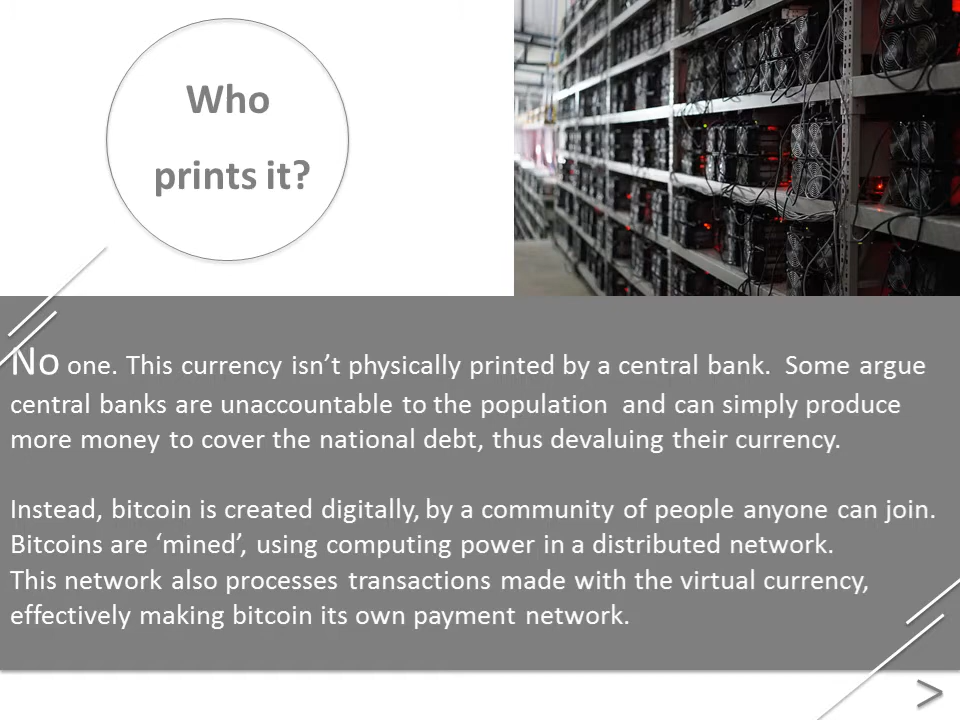 Who
prints it?
No one. This currency isn’t physically printed by a central bank.  Some argue
central banks are unaccountable to the population  and can simply produce
more money to cover the national debt, thus devaluing their currency.
Instead, bitcoin is created digitally, by a community of people anyone can join.
Bitcoins are ‘mined’, using computing power in a distributed network.
This network also processes transactions made with the virtual currency,
effectively making bitcoin its own payment network.
>